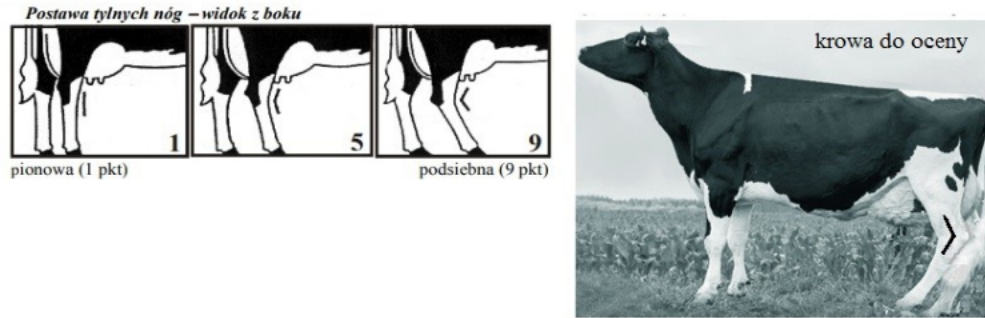 Postawa tylnych nóg – widok z boku
1
5
9
pionowa (1 pkt)
podsiebna (9 pkt)
krowa do oceny